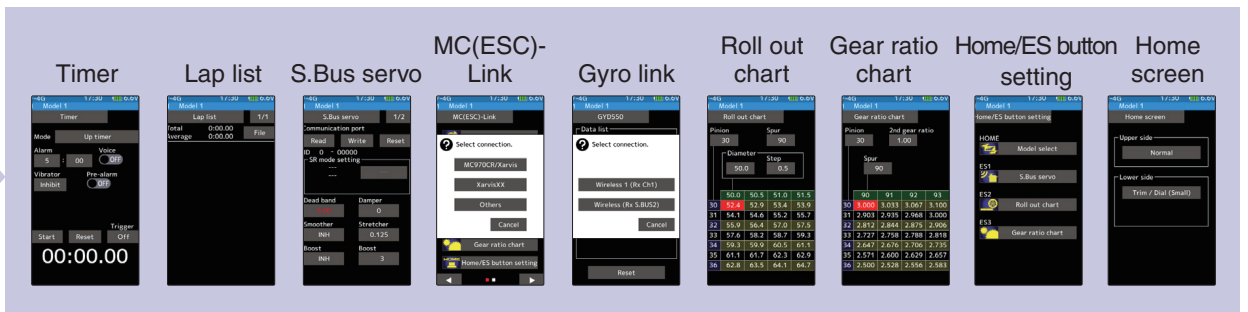 Timer
Lap list
S.Bus servo
MC(ESC)-
Link
Gyro link
Roll out
chart
Gear ratio
chart
Home/ES button
setting
Home
screen
Model 1
Timer
Mode Up timer
Alarm Voice
5 : 00 OFF
Vibrator Pre-alarm
Inhibit OFF
Trigger
Start Reset Off
00:00.00
Model 1
Lap list 1/1
Total 0:00.00
Average 0:00.00
File
Model 1
S.Bus servo 1/2
Communication port
Read Write Reset
ID 0 - 00000
SR mode setting
---
---
Dead band Damper
0
Smoother Stretcher
INH 0.125
Boost Boost
INH 3
Model 1
MC(ESC)-Link
Select connection.
MC970CR/Xarvis
XarvisXX
Others
Cancel
Gear ratio chart
Home/ES button setting
Model 1
GYD550
Data list
Select connection.
Wireless 1 (Rx Ch1)
Wireless (Rx S.BUS2)
Cancel
Reset
Model 1
Roll out chart
Pinion Spur
30 90
Diameter Step
50.0 0.5
50.0 50.5 51.0 51.5
30 52.4 52.9 53.4 53.9
31 54.1 54.6 55.2 55.7
32 55.9 56.4 57.0 57.5
33 57.6 58.2 58.7 59.3
34 59.3 59.9 60.5 61.1
35 61.1 61.7 62.3 62.9
36 62.8 63.5 64.1 64.7
Model 1
Gear ratio chart
Pinion 2nd gear ratio
30 1.00
Spur
90
90 91 92 93
30 3.000 3.033 3.067 3.100
31 2.903 2.935 2.968 3.000
32 2.812 2.844 2.875 2.906
33 2.727 2.758 2.788 2.818
34 2.647 2.676 2.706 2.735
35 2.571 2.600 2.629 2.657
36 2.500 2.528 2.556 2.583
Model 1
Home/ES button setting
HOME
Model select
ES1
S.Bus servo
ES2
Roll out chart
ES3
Gear ratio chart
Model 1
Home screen
Upper side
Normal
Lower side
Trim / Dial (Small)